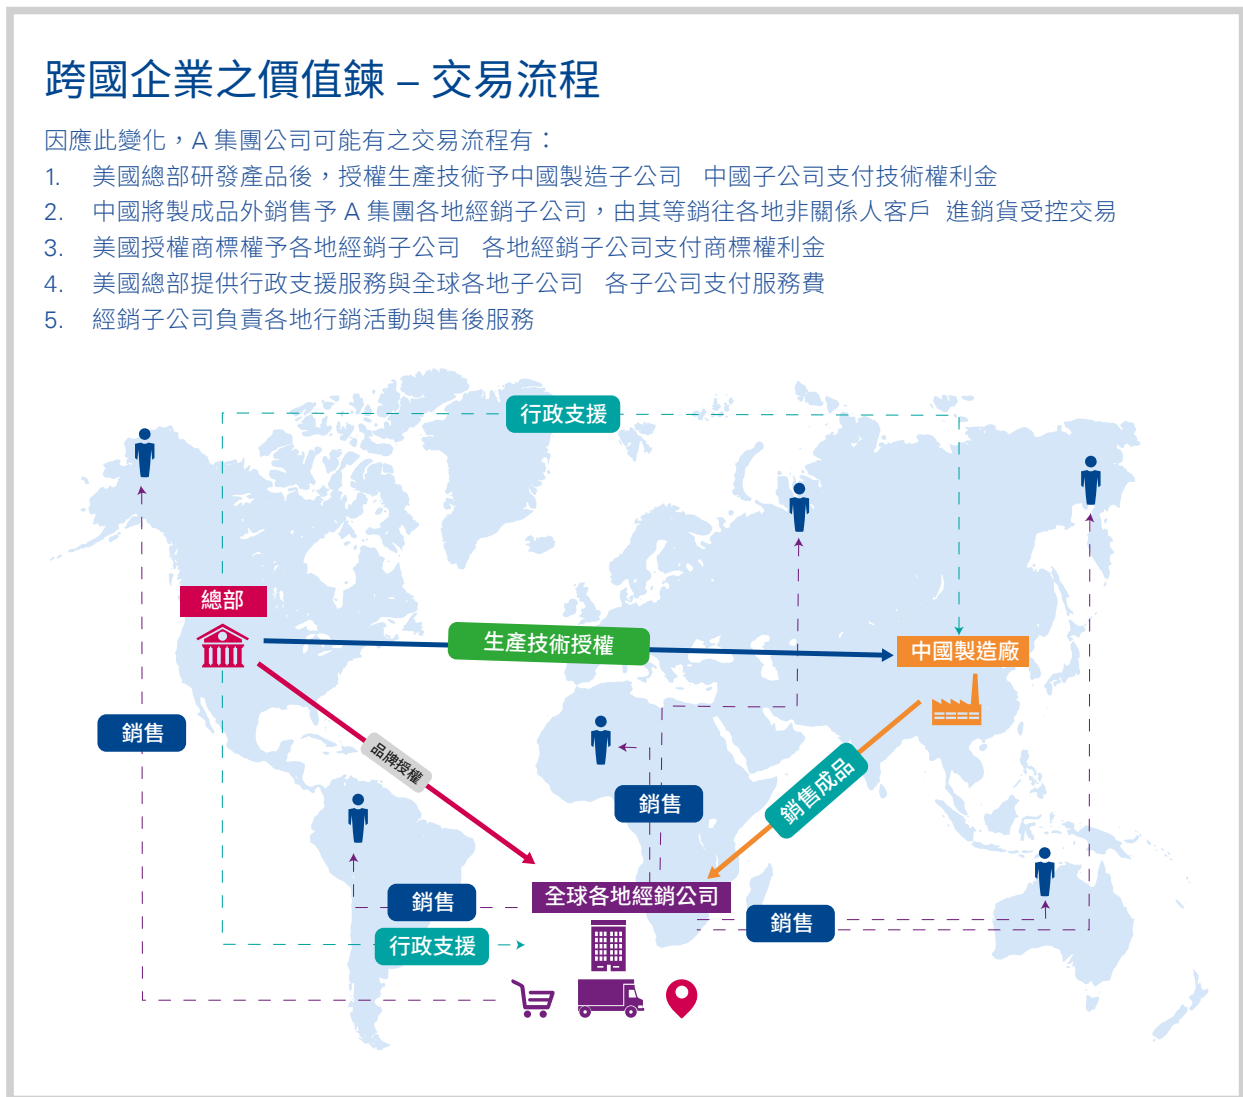 跨國企業之價值鍊 – 交易流程
因應此變化，A 集團公司可能有之交易流程有：
1. 美國總部研發產品後，授權生產技術予中國製造子公司 中國子公司支付技術權利金
2. 中國將製成品外銷售予 A 集團各地經銷子公司，由其等銷往各地非關係人客戶 進銷貨受控交易
3. 美國授權商標權予各地經銷子公司 各地經銷子公司支付商標權利金
4. 美國總部提供行政支援服務與全球各地子公司 各子公司支付服務費
5. 經銷子公司負責各地行銷活動與售後服務
行政支援
總部
生產技術授權
中國製造廠
銷售
品牌授權
銷售
銷售成品
銷售
全球各地經銷公司
銷售
行政支援